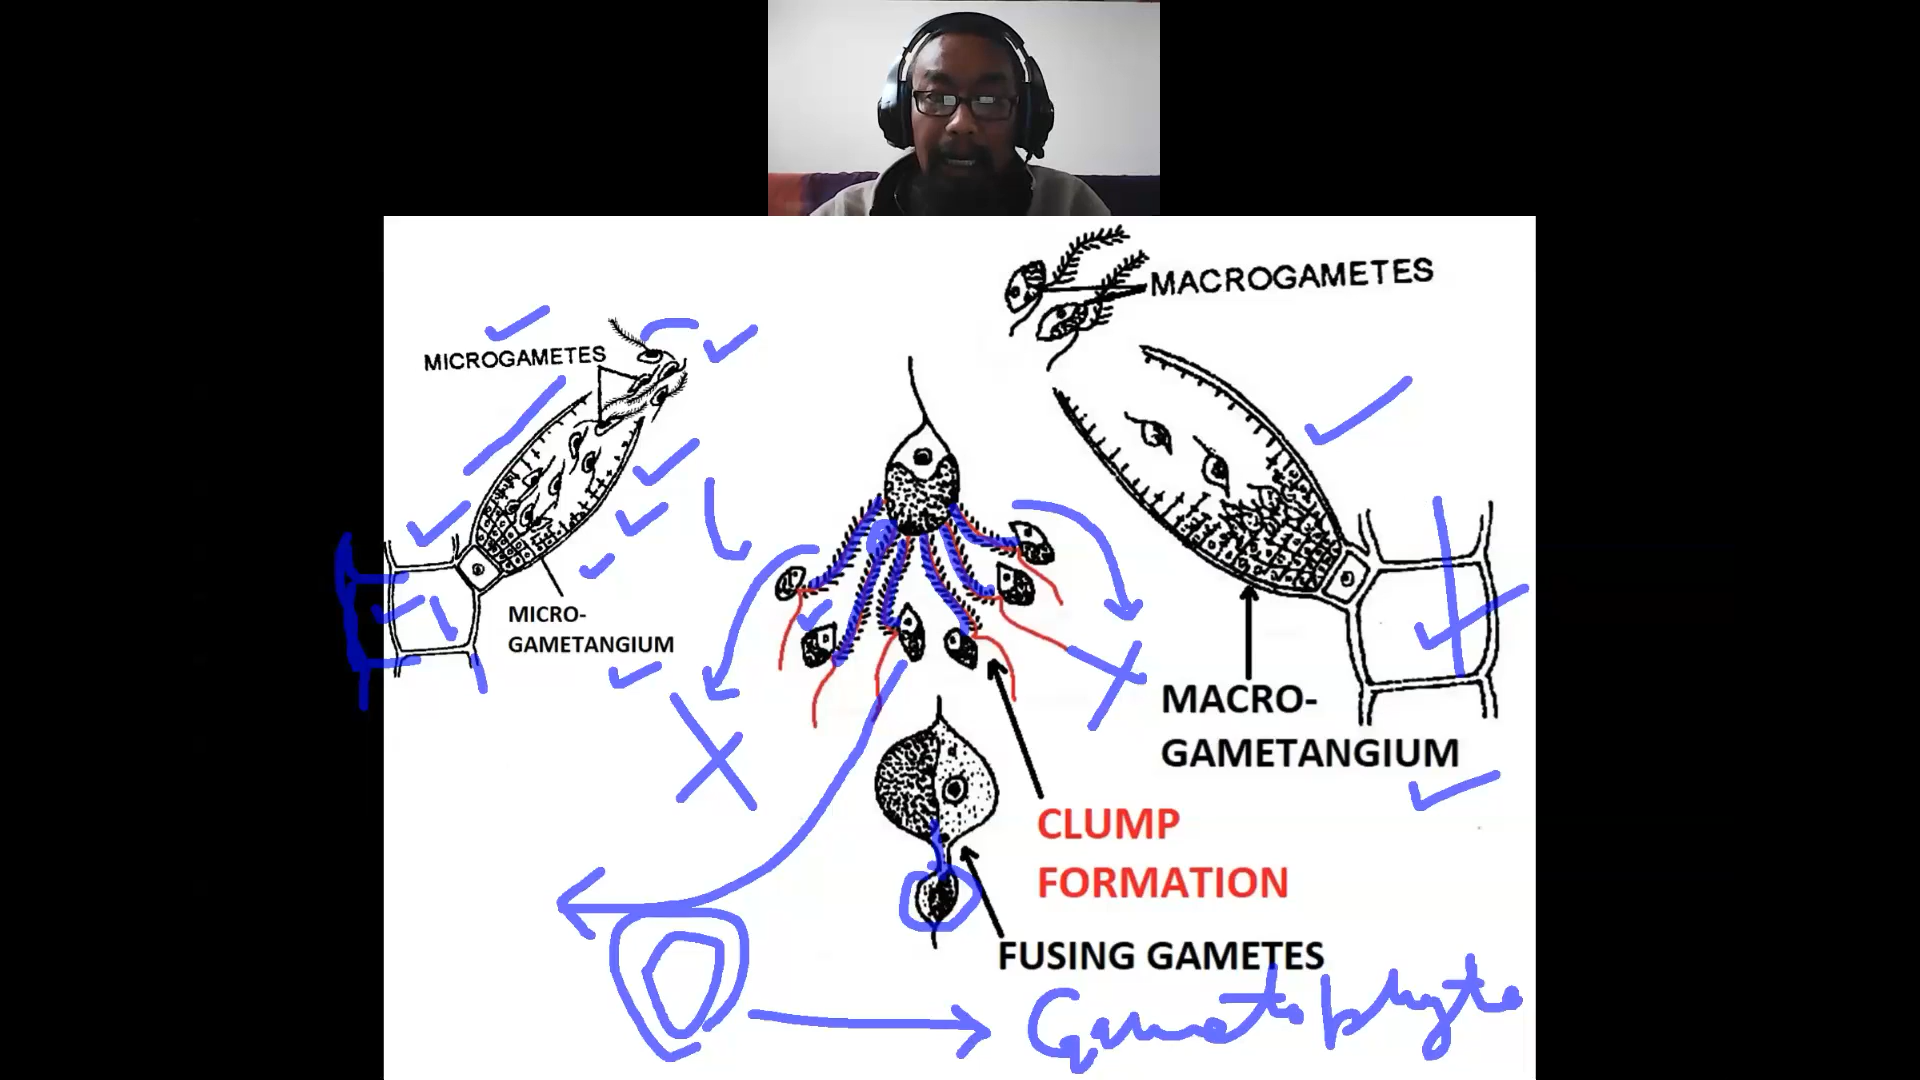 MACROGAMETES
MICROGAMETES
MICRO-
GAMETANGIUM
MACRO-
GAMETANGIUM
CLUMP
FORMATION
FUSING GAMETES
Gametophyte